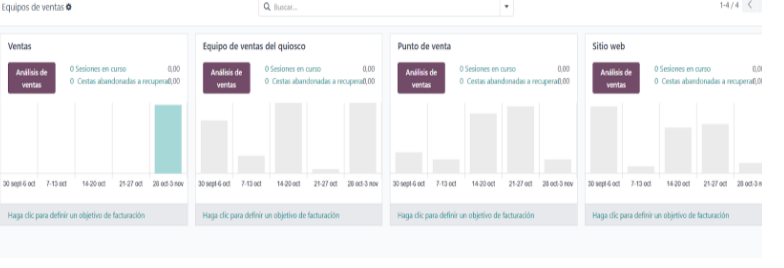 Equipos de ventas
Buscar...
1-4 / 4
Ventas
Análisis de
ventas
0 Sesiones en curso 0,00
0 Cestas abandonadas a recuperar 0,00
30 sept-6 oct 7-13 oct 14-20 oct 21-27 oct 28 oct-3 nov
Haga clic para definir un objetivo de facturación
Equipo de ventas del quiosco
Análisis de
ventas
0 Sesiones en curso 0,00
0 Cestas abandonadas a recuperar 0,00
30 sept-6 oct 7-13 oct 14-20 oct 21-27 oct 28 oct-3 nov
Haga clic para definir un objetivo de facturación
Punto de venta
Análisis de
ventas
0 Sesiones en curso 0,00
0 Cestas abandonadas a recuperar 0,00
30 sept-6 oct 7-13 oct 14-20 oct 21-27 oct 28 oct-3 nov
Haga clic para definir un objetivo de facturación
Sitio web
Análisis de
ventas
0 Sesiones en curso 0,00
0 Cestas abandonadas a recuperar 0,00
30 sept-6 oct 7-13 oct 14-20 oct 21-27 oct 28 oct-3 nov
Haga clic para definir un objetivo de facturación